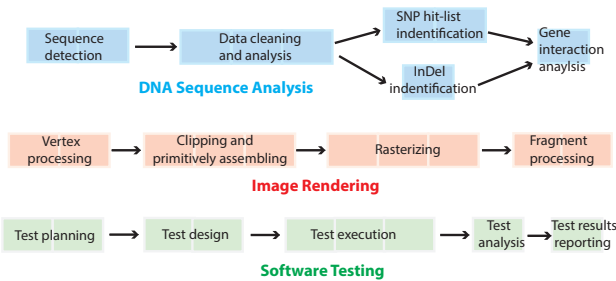 Sequence
detection
Data cleaning
and analysis
SNP hit-list
indentification
InDel
indentification
Gene
interaction
anaylsis
DNA Sequence Analysis
Vertex
processing
Clipping and
primitively assembling
Rasterizing
Fragment
processing
Image Rendering
Test planning
Test design
Test execution
Test
analysis
Test results
reporting
Software Testing